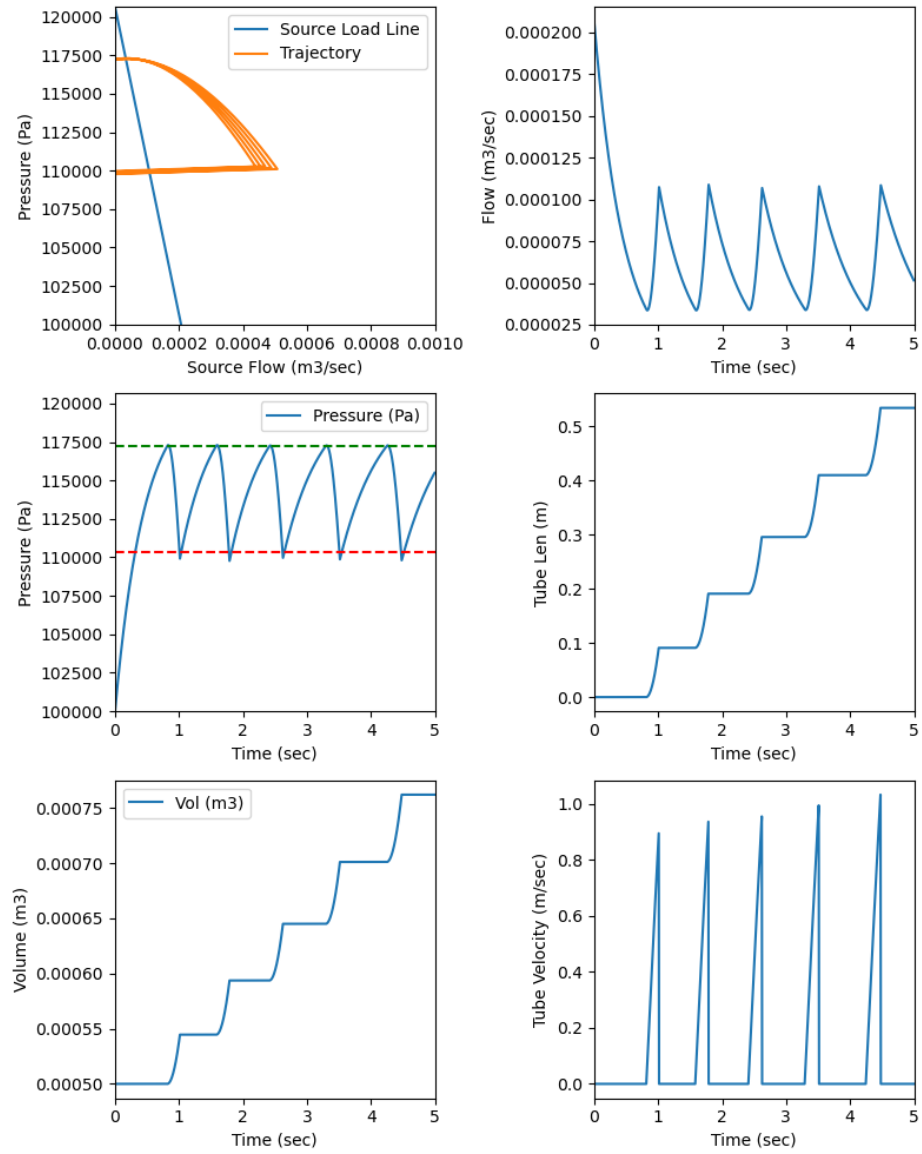 120000
117500
115000
112500
110000
107500
105000
102500
100000
Pressure (Pa)
Source Load Line
Trajectory
0.0000 0.0002 0.0004 0.0006 0.0008 0.0010
Source Flow (m3/sec)
0.000200
0.000175
0.000150
0.000125
0.000100
0.000075
0.000050
0.000025
Flow (m3/sec)
0 1 2 3 4 5
Time (sec)
120000
117500
115000
112500
110000
107500
105000
102500
100000
Pressure (Pa)
Pressure (Pa)
0 1 2 3 4 5
Time (sec)
0.5
0.4
0.3
0.2
0.1
0.0
Tube Len (m)
0 1 2 3 4 5
Time (sec)
0.00075
0.00070
0.00065
0.00060
0.00055
0.00050
Volume (m3)
Vol (m3)
0 1 2 3 4 5
Time (sec)
1.0
0.8
0.6
0.4
0.2
0.0
Tube Velocity (m/sec)
0 1 2 3 4 5
Time (sec)